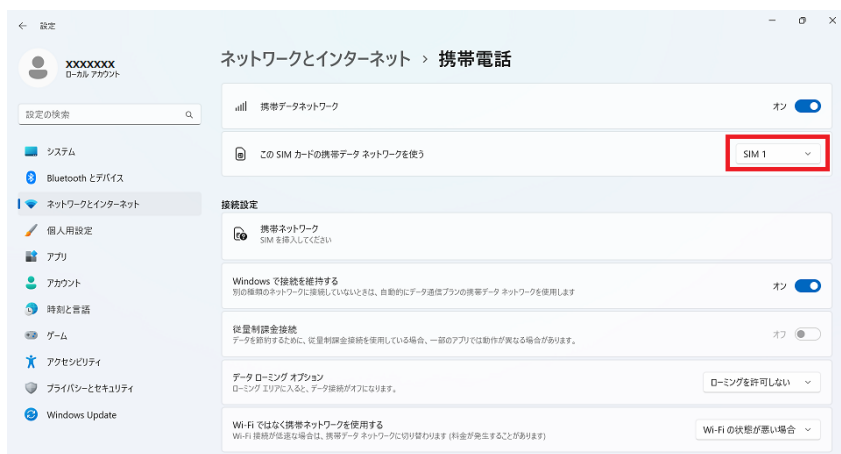 ← 設定
xxxxxxx
ローカル アカウント
設定の検索
システム
Bluetooth とデバイス
ネットワークとインターネット
個人用設定
アプリ
アカウント
時刻と言語
ゲーム
アクセシビリティ
プライバシーとセキュリティ
Windows Update
ネットワークとインターネット › 携帯電話
携帯データネットワーク オン
この SIM カードの携帯データ ネットワークを使う SIM 1
接続設定
携帯ネットワーク
SIM を挿入してください
Windows で接続を維持する オン
別の種類のネットワークに接続していないときは、自動的にデータ通信プランの携帯データ ネットワークを使用します
従量制課金接続 オフ
データを節約するために、従量制課金接続を使用している場合、一部のアプリでは動作が異なる場合があります。
データ ローミング オプション ローミングを許可しない
ローミング エリアに入ると、データ接続がオフになります。
Wi-Fi ではなく携帯ネットワークを使用する Wi-Fi の状態が悪い場合
Wi-Fi 接続が低速な場合は、携帯データ ネットワークに切り替わります (料金が発生することがあります)